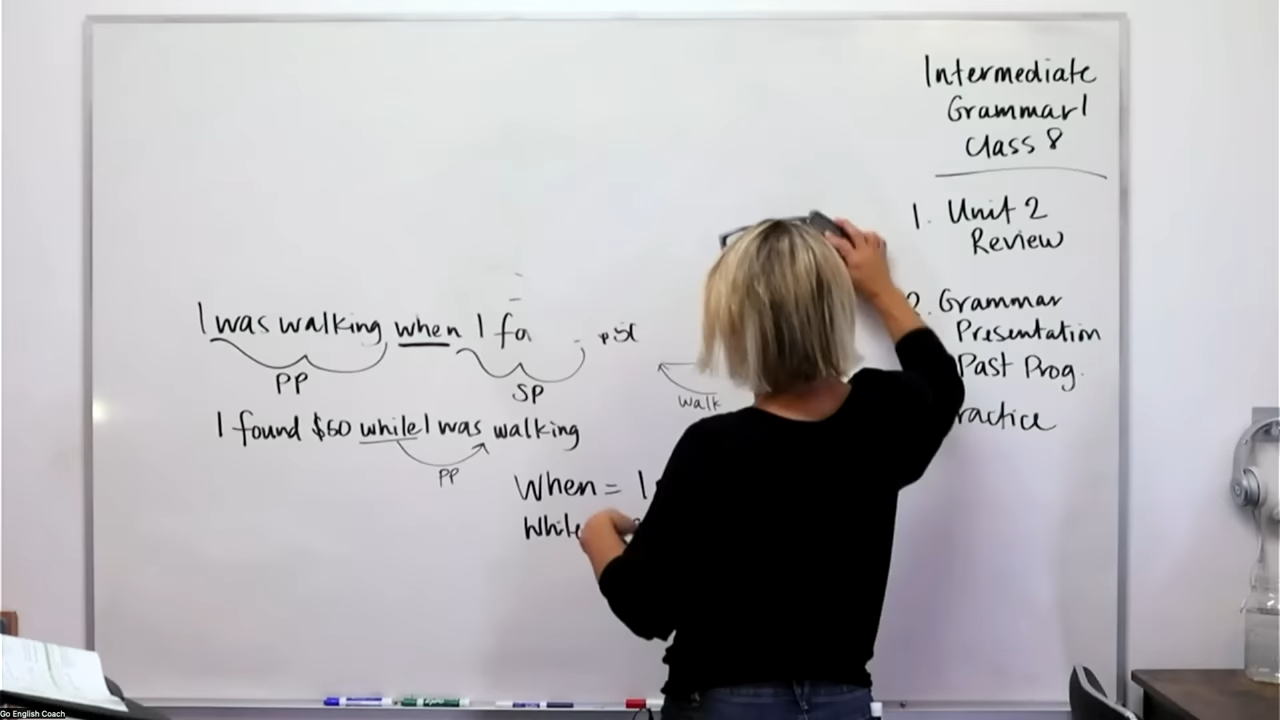 Intermediate
Grammar 1
Class 8
1. Unit 2
Review
2. Grammar
Presentation
Past Prog.
ractice
I was walking when I fo
PP
SP
walk
I found $60 while I was walking
PP
When = 1
While
Go English Coach